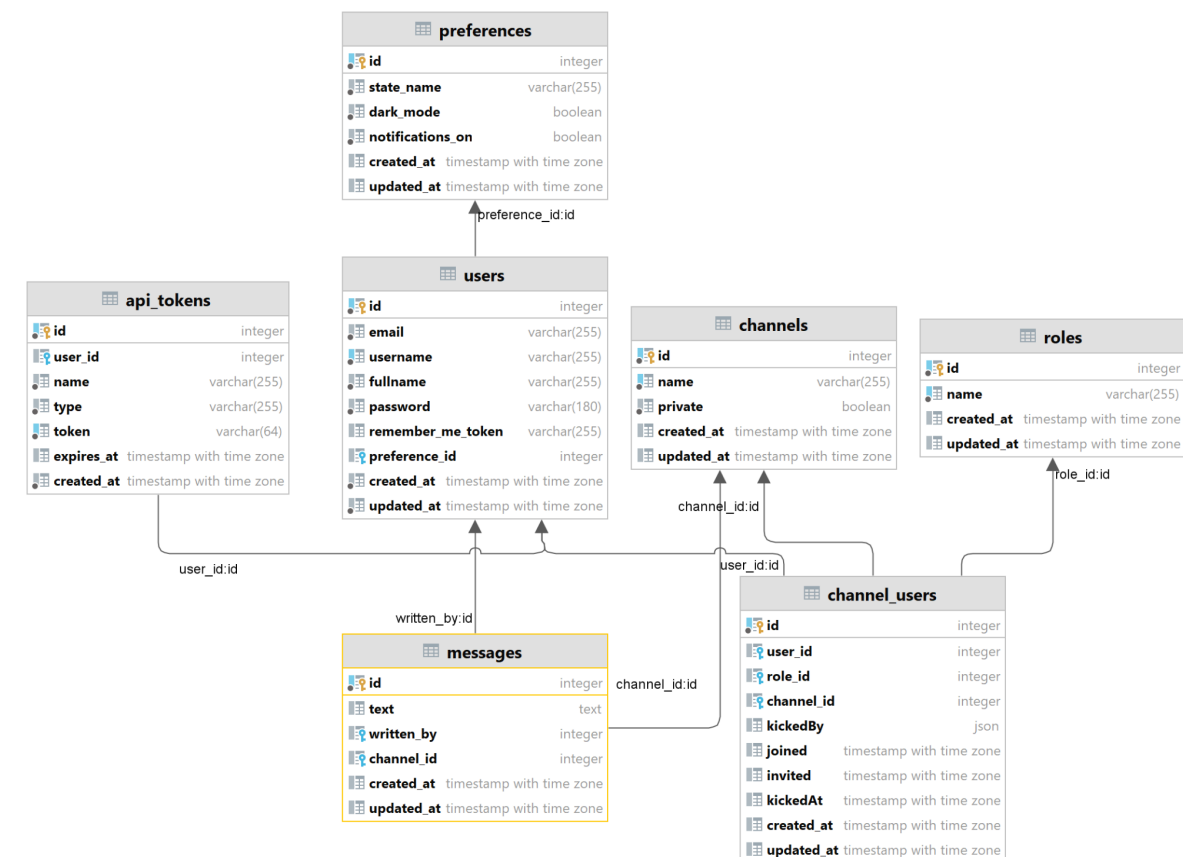 preferences
id integer
state_name varchar(255)
dark_mode boolean
notifications_on boolean
created_at timestamp with time zone
updated_at timestamp with time zone
preference_id:id
users
id integer
email varchar(255)
username varchar(255)
fullname varchar(255)
password varchar(180)
remember_me_token varchar(255)
preference_id integer
created_at timestamp with time zone
updated_at timestamp with time zone
api_tokens
id integer
user_id integer
name varchar(255)
type varchar(255)
token varchar(64)
expires_at timestamp with time zone
created_at timestamp with time zone
channels
id integer
name varchar(255)
private boolean
created_at timestamp with time zone
updated_at timestamp with time zone
roles
id integer
name varchar(255)
created_at timestamp with time zone
updated_at timestamp with time zone
role_id:id
channel_id:id
user_id:id
user_id:id
written_by:id
messages
id integer
text text
written_by integer
channel_id integer
created_at timestamp with time zone
updated_at timestamp with time zone
channel_id:id
channel_users
id integer
user_id integer
role_id integer
channel_id integer
kickedBy json
joined timestamp with time zone
invited timestamp with time zone
kickedAt timestamp with time zone
created_at timestamp with time zone
updated_at timestamp with time zone